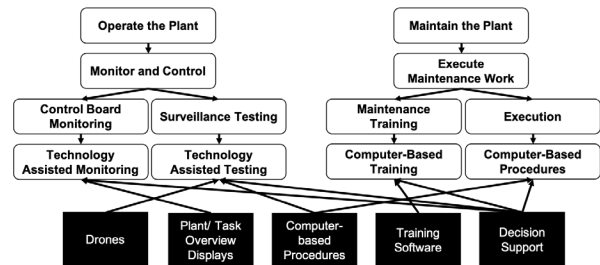 Operate the Plant
Maintain the Plant
Monitor and Control
Execute
Maintenance Work
Control Board
Monitoring
Surveillance Testing
Maintenance
Training
Execution
Technology
Assisted Monitoring
Technology
Assisted Testing
Computer-Based
Training
Computer-Based
Procedures
Drones
Plant/ Task
Overview
Displays
Computer-
based
Procedures
Training
Software
Decision
Support